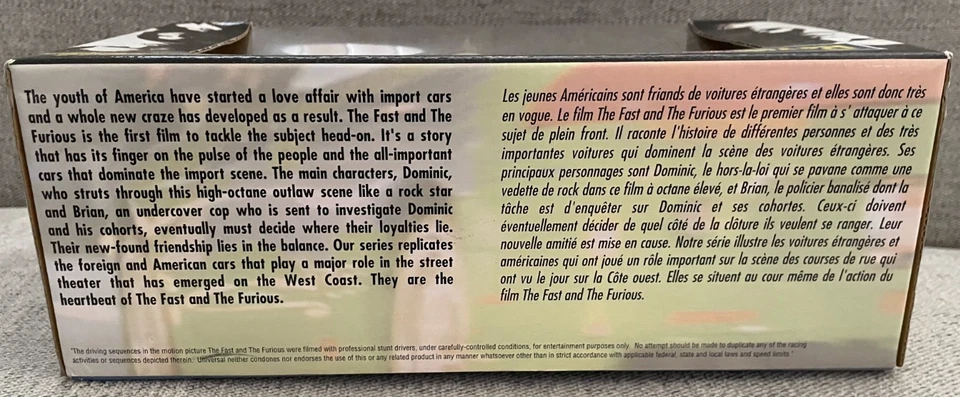 The youth of America have started a love affair with import cars
and a whole new craze has developed as a result. The Fast and The
Furious is the first film to tackle the subject head-on. It's a story
that has its finger on the pulse of the people and the all-important
cars that dominate the import scene. The main characters, Dominic,
who struts through this high-octane outlaw scene like a rock star
and Brian, an undercover cop who is sent to investigate Dominic
and his cohorts, eventually must decide where their loyalties lie.
Their new-found friendship lies in the balance. Our series replicates
the foreign and American cars that play a major role in the street
theater that has emerged on the West Coast. They are the
heartbeat of The Fast and The Furious.
Les jeunes Américains sont friands de voitures étrangères et elles sont donc très
en vogue. Le film The Fast and The Furious est le premier film à s' attaquer à ce
sujet de plein front. Il raconte l'histoire de différentes personnes et des très
importantes voitures qui dominent la scène des voitures étrangères. Ses
principaux personnages sont Dominic, le hors-la-loi qui se pavane comme une
vedette de rock dans ce film à octane élevé, et Brian, le policier banalisé dont la
tâche est d'enquêter sur Dominic et ses cohortes. Ceux-ci doivent
éventuellement décider de quel côté de la clôture ils veulent se ranger. Leur
nouvelle amitié est mise en cause. Notre série illustre les voitures étrangères et
américaines qui ont joué un rôle important sur la scène des courses de rue qui
ont vu le jour sur la Côte ouest. Elles se situent au cour même de l'action du
film The Fast and The Furious.
"The driving sequences in the motion picture The Fast and The Furious were filmed with professional stunt drivers, under carefully-controlled conditions, for entertainment purposes only. No attempt should be made to duplicate any of the racing
activities or sequences depicted therein. Universal neither condones nor endorses the use of this or any related product in any manner whatsoever other than in strict accordance with applicable federal, state and local laws and speed limits."